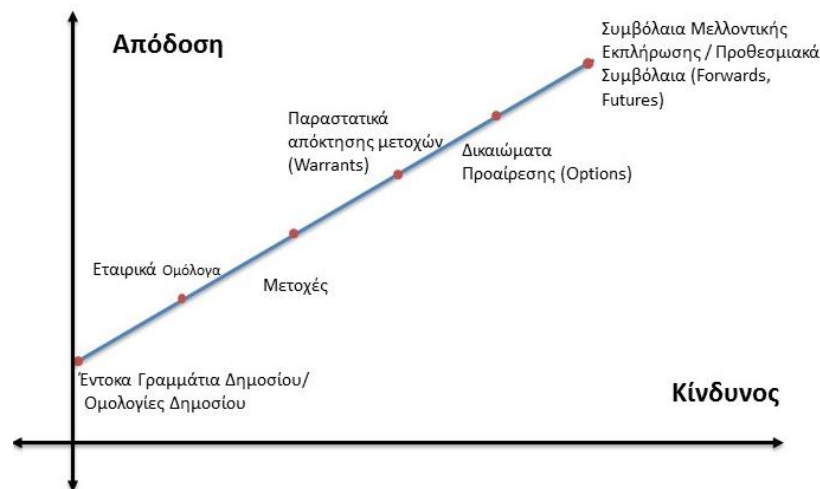 Απόδοση
Συμβόλαια Μελλοντικής
Εκπλήρωσης / Προθεσμιακά
Συμβόλαια (Forwards,
Futures)
Παραστατικά
απόκτησης μετοχών
(Warrants)
Δικαιώματα
Προαίρεσης (Options)
Εταιρικά Ομόλογα
Μετοχές
Έντοκα Γραμμάτια Δημοσίου/
Ομολογίες Δημοσίου
Κίνδυνος